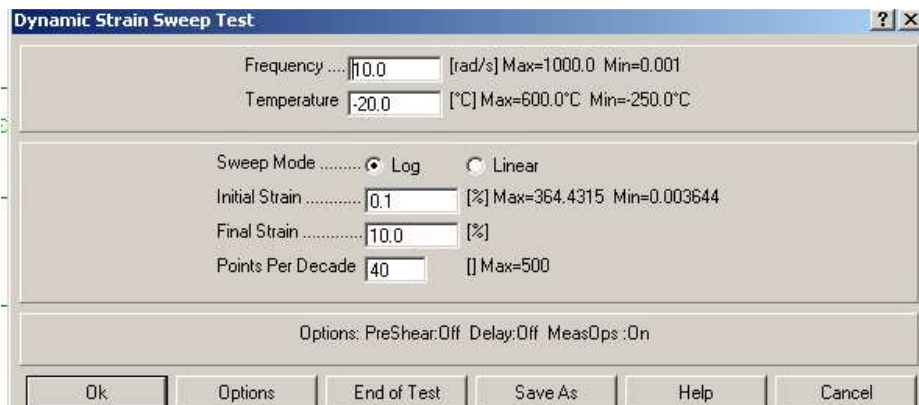 Dynamic Strain Sweep Test
Frequency .... 10.0 [rad/s] Max=1000.0 Min=0.001
Temperature -20.0 [°C] Max=600.0°C Min=-250.0°C
Sweep Mode ........ Log Linear
Initial Strain ............ 0.1 [%] Max=364.4315 Min=0.003644
Final Strain ............. 10.0 [%]
Points Per Decade 40 [] Max=500
Options: PreShear:Off Delay:Off MeasOps :On
Ok Options End of Test Save As Help Cancel